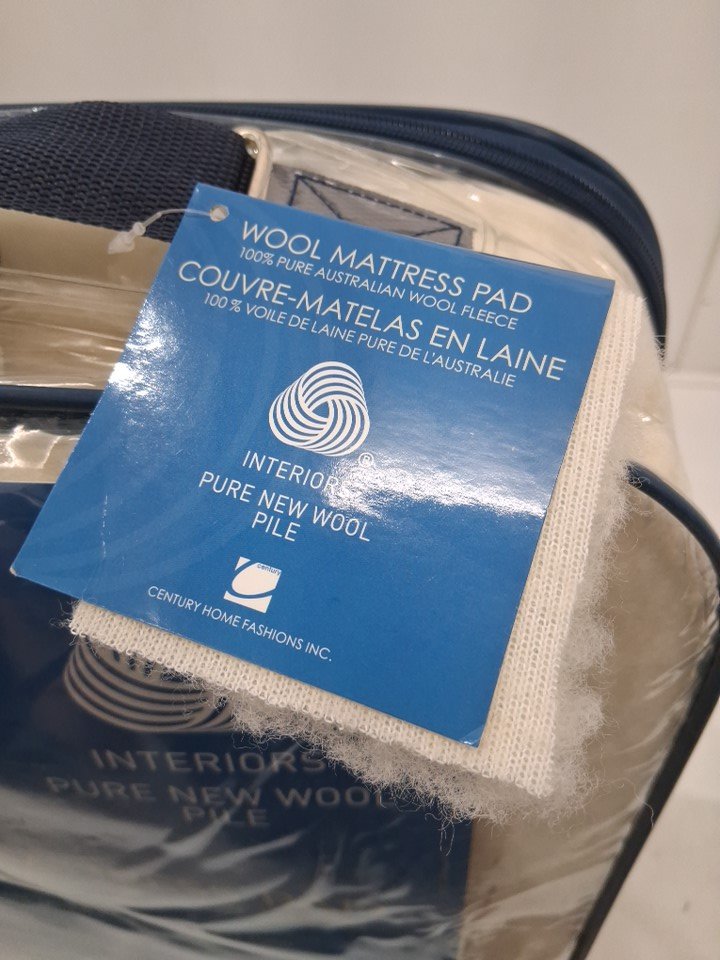 WOOL MATTRESS PAD
100% PURE AUSTRALIAN WOOL FLEECE
COUVRE-MATELAS EN LAINE
100 % VOILE DE LAINE PURE DE L'AUSTRALIE
INTERIORS®
PURE NEW WOOL
PILE
century
CENTURY HOME FASHIONS INC.
INTERIORS
PURE NEW WOOL
PILE